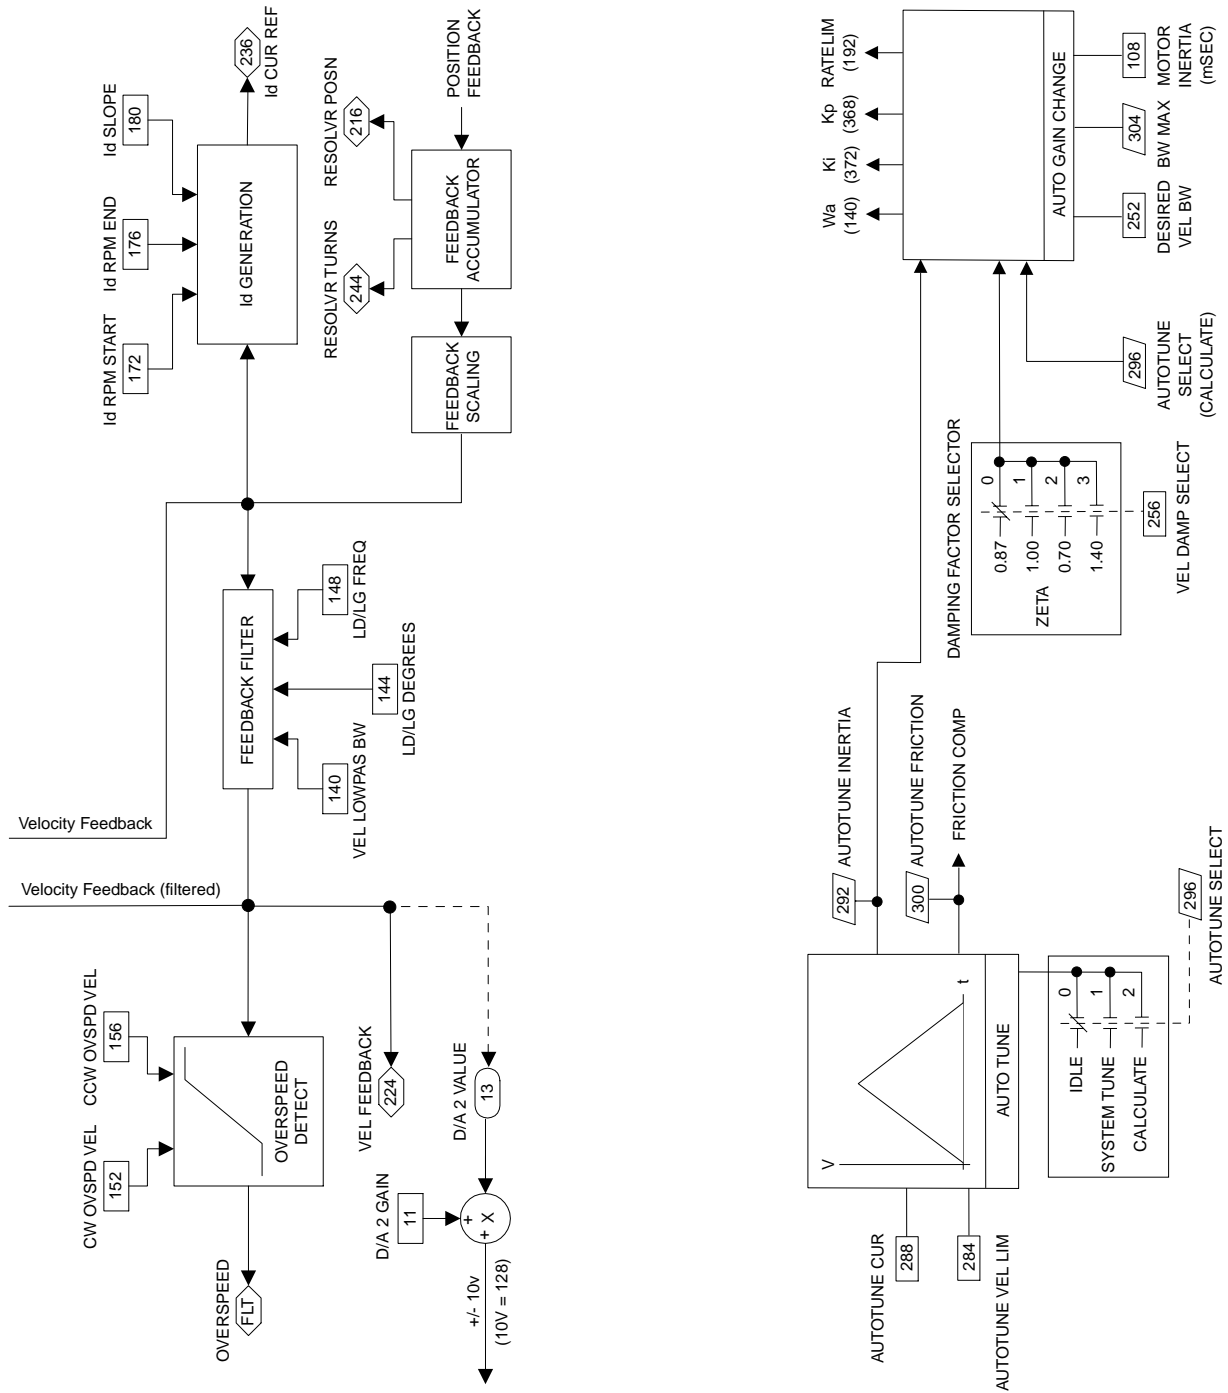 Id RPM START
172
Id RPM END
176
Id SLOPE
180
Id GENERATION
236
Id CUR REF
RESOLVR TURNS
244
RESOLVR POSN
216
POSITION
FEEDBACK
FEEDBACK
ACCUMULATOR
FEEDBACK
SCALING
Velocity Feedback
FEEDBACK FILTER
140
VEL LOWPAS BW
144
LD/LG DEGREES
148
LD/LG FREQ
Velocity Feedback (filtered)
CW OVSPD VEL
152
CCW OVSPD VEL
156
OVERSPEED
DETECT
OVERSPEED
FLT
VEL FEEDBACK
224
D/A 2 VALUE
13
D/A 2 GAIN
11
+
+
X
+/- 10v
(10V = 128)
Wa
(140)
Ki
(372)
Kp
(368)
RATELIM
(192)
AUTO GAIN CHANGE
252
DESIRED
VEL BW
304
BW MAX
108
MOTOR
INERTIA
(mSEC)
296
AUTOTUNE
SELECT
(CALCULATE)
DAMPING FACTOR SELECTOR
0.87
0
1.00
1
0.70
2
1.40
3
ZETA
256
VEL DAMP SELECT
292
AUTOTUNE INERTIA
300
AUTOTUNE FRICTION
FRICTION COMP
V
t
AUTO TUNE
AUTOTUNE CUR
288
284
AUTOTUNE VEL LIM
IDLE
0
SYSTEM TUNE
1
CALCULATE
2
296
AUTOTUNE SELECT